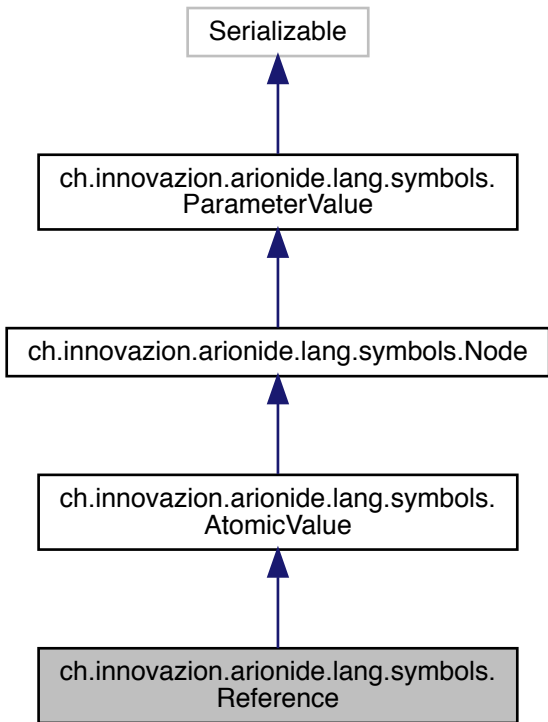 Serializable
ch.innovazion.arionide.lang.symbols.
ParameterValue
ch.innovazion.arionide.lang.symbols.Node
ch.innovazion.arionide.lang.symbols.
AtomicValue
ch.innovazion.arionide.lang.symbols.
Reference